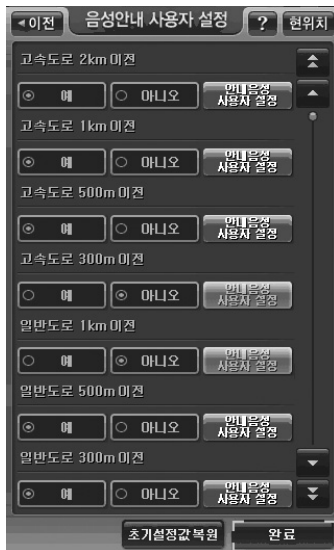 ◂이전 음성안내 사용자 설정 ? 현위치
고속도로 2km 이전
예 아니오 안내음성 사용자 설정
고속도로 1km 이전
예 아니오 안내음성 사용자 설정
고속도로 500m 이전
예 아니오 안내음성 사용자 설정
고속도로 300m 이전
예 아니오 안내음성 사용자 설정
일반도로 1km 이전
예 아니오 안내음성 사용자 설정
일반도로 500m 이전
예 아니오 안내음성 사용자 설정
일반도로 300m 이전
예 아니오 안내음성 사용자 설정
초기설정값복원 완료